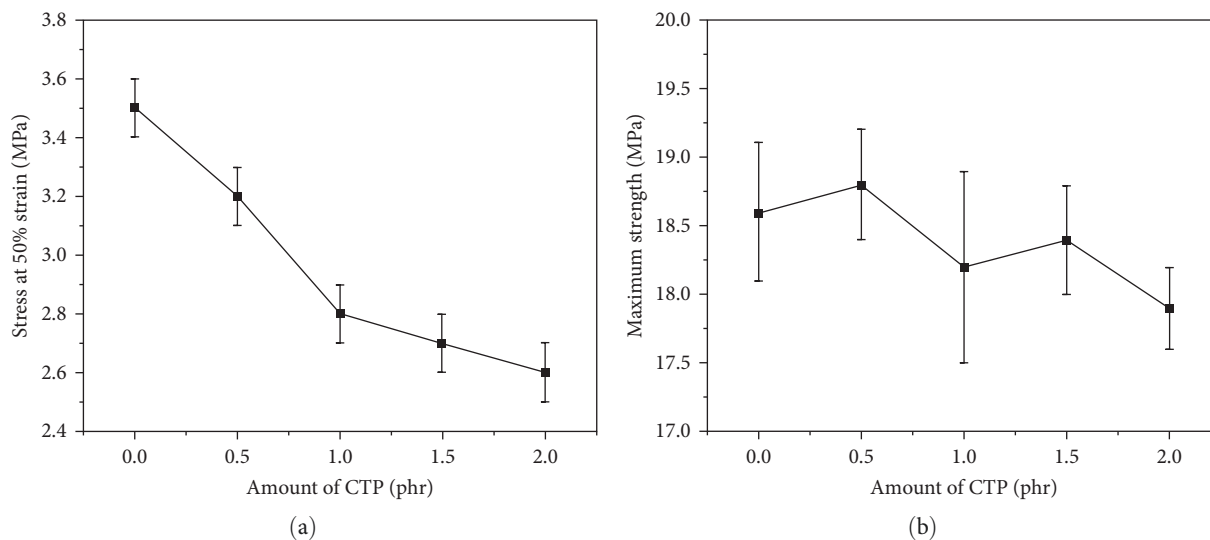 3.8
3.6
3.4
3.2
3.0
2.8
2.6
2.4
Stress at 50% strain (MPa)
0.0 0.5 1.0 1.5 2.0
Amount of CTP (phr)
(a)
20.0
19.5
19.0
18.5
18.0
17.5
17.0
Maximum strength (MPa)
0.0 0.5 1.0 1.5 2.0
Amount of CTP (phr)
(b)